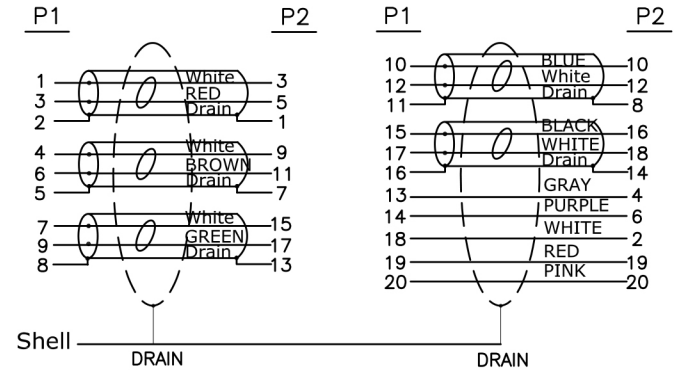 P1 P2 P1 P2
1 White 3
3 RED 5
2 Drain 1
4 White 9
6 BROWN 11
5 Drain 7
7 White 15
9 GREEN 17
8 Drain 13
10 BLUE 10
12 White 12
11 Drain 8
15 BLACK 16
17 WHITE 18
16 Drain 14
13 GRAY 4
14 PURPLE 6
18 WHITE 2
19 RED 19
20 PINK 20
Shell
DRAIN DRAIN